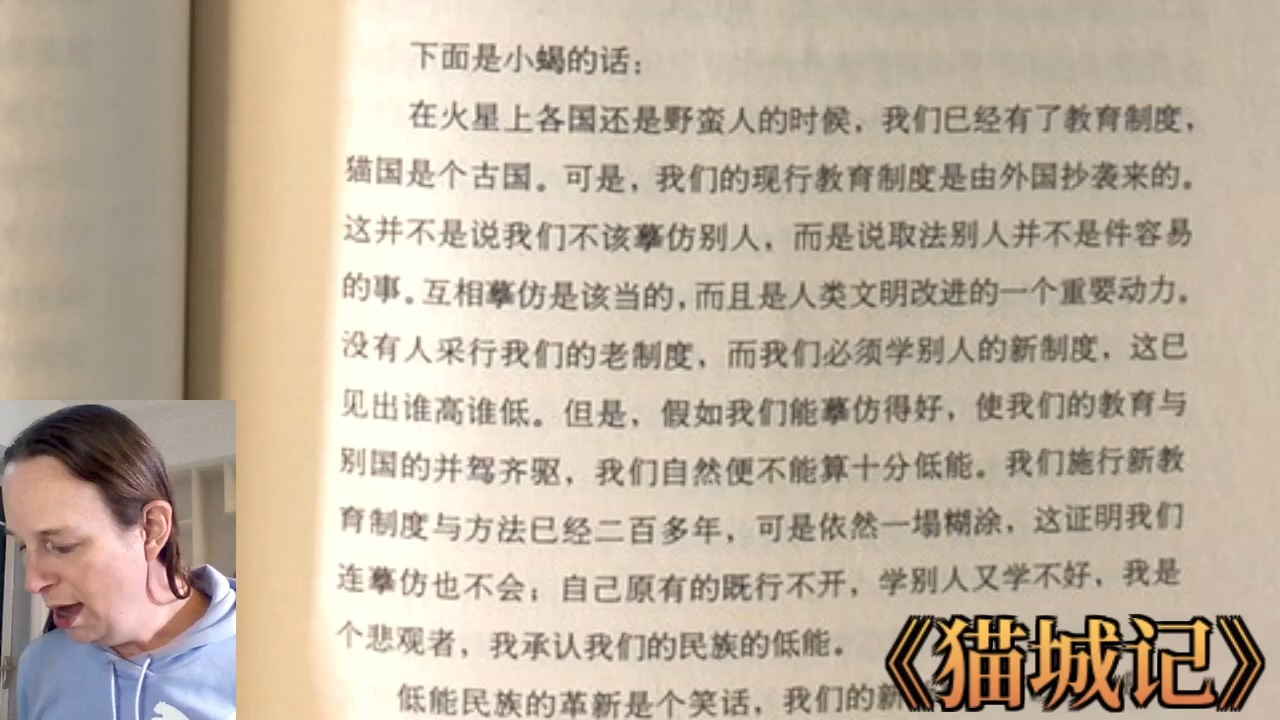 下面是小蝎的话：
在火星上各国还是野蛮人的时候，我们已经有了教育制度，
猫国是个古国。可是，我们的现行教育制度是由外国抄袭来的。
这并不是说我们不该摹仿别人，而是说取法别人并不是件容易
的事。互相摹仿是该当的，而且是人类文明改进的一个重要动力。
没有人采行我们的老制度，而我们必须学别人的新制度，这已
见出谁高谁低。但是，假如我们能摹仿得好，使我们的教育与
别国的并驾齐驱，我们自然便不能算十分低能。我们施行新教
育制度与方法已经二百多年，可是依然一塌糊涂，这证明我们
连摹仿也不会；自己原有的既行不开，学别人又学不好，我是
个悲观者，我承认我们的民族的低能。
低能民族的革新是个笑话，我们的新
《猫城记》